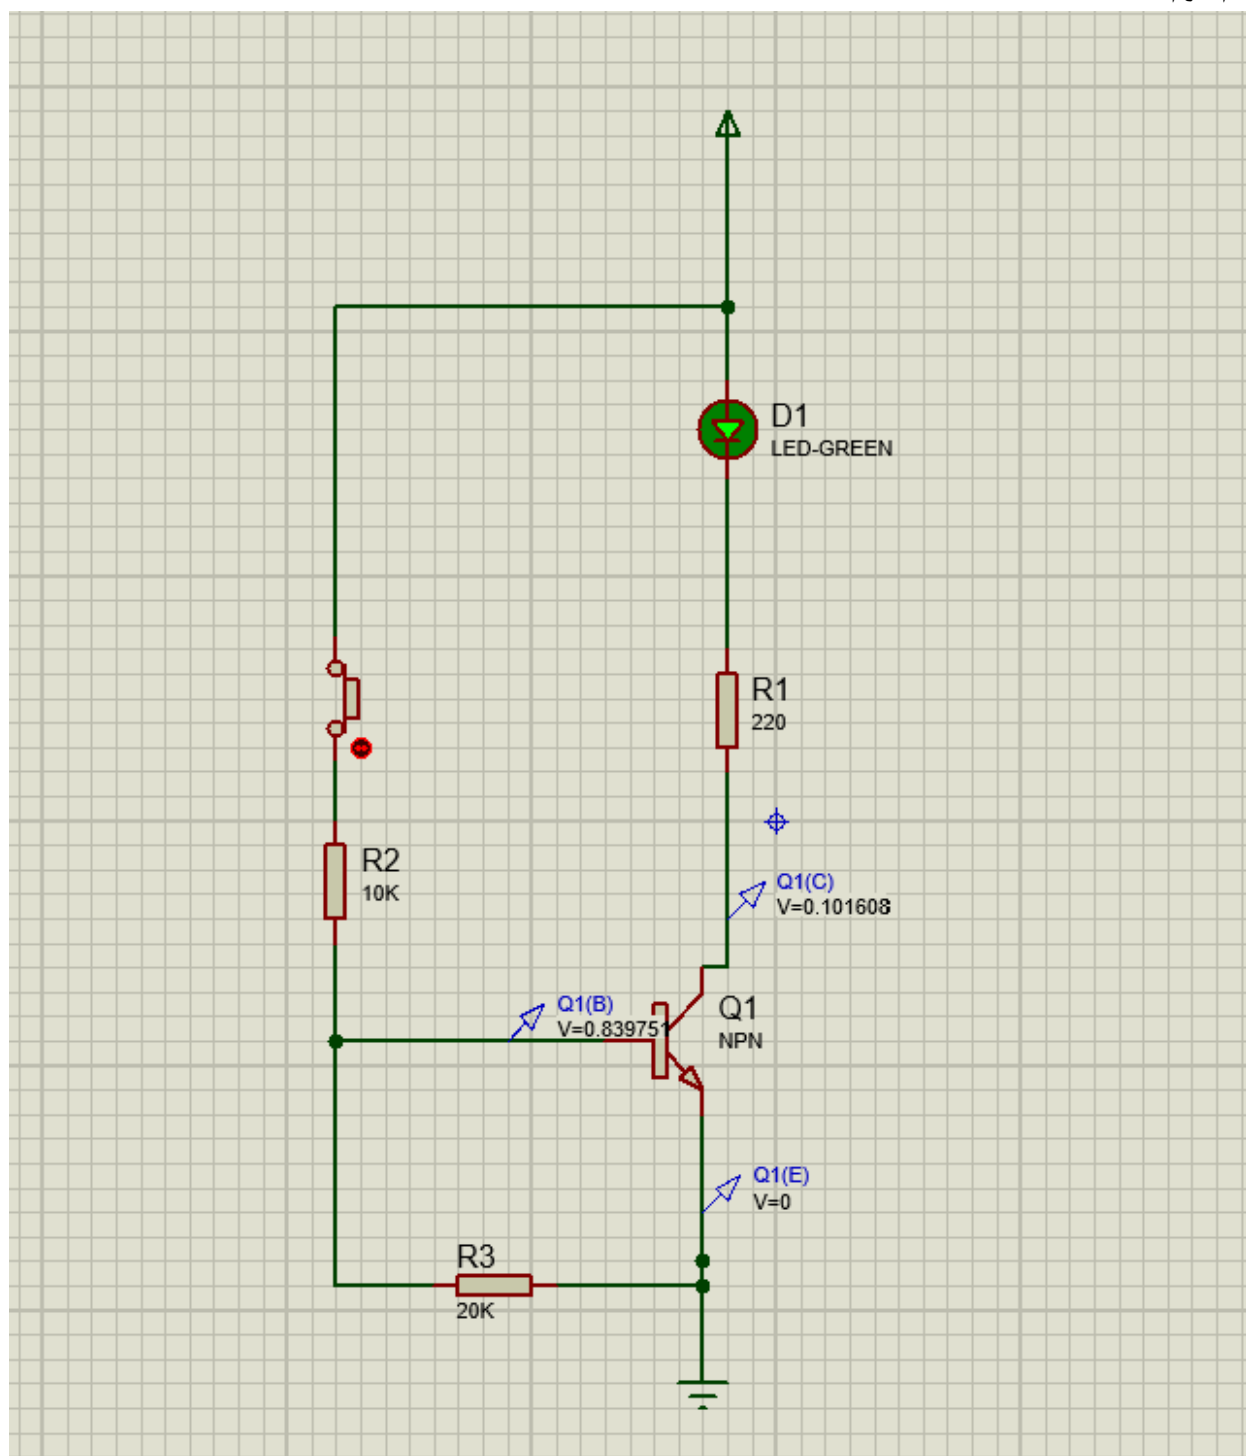 D1
LED-GREEN
R1
220
R2
10K
Q1(C)
V=0.101608
Q1(B)
V=0.839751
Q1
NPN
Q1(E)
V=0
R3
20K